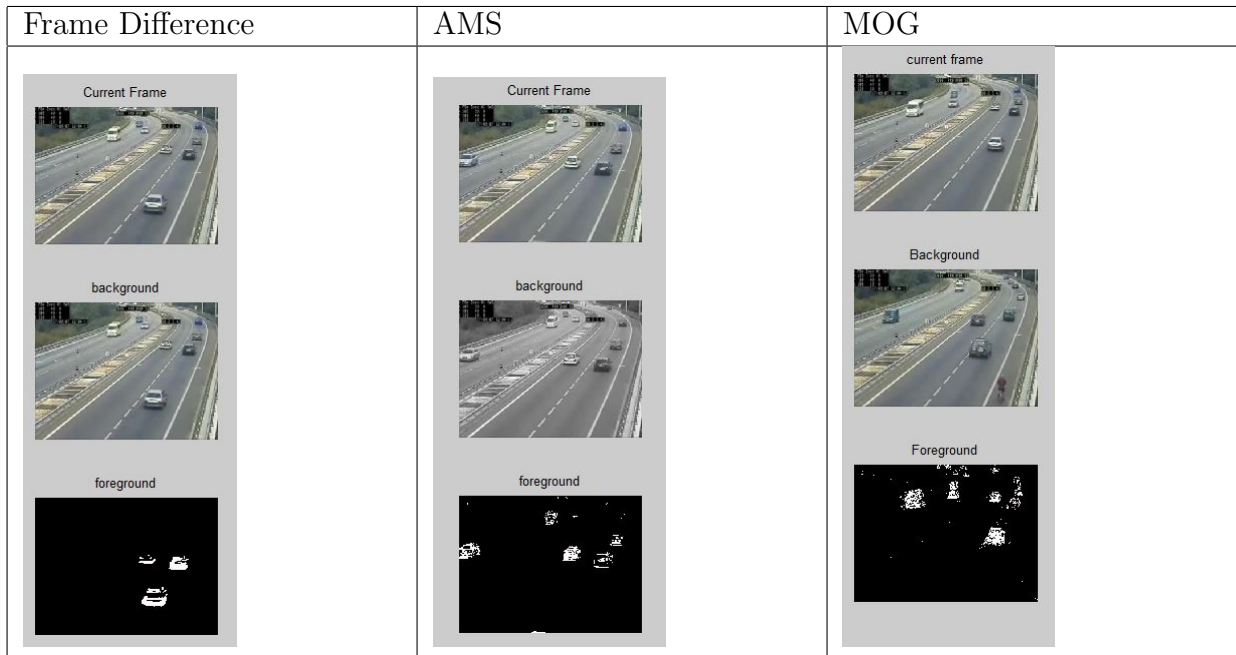 Frame Difference
AMS
MOG
Current Frame
background
foreground
Current Frame
background
foreground
current frame
Background
Foreground